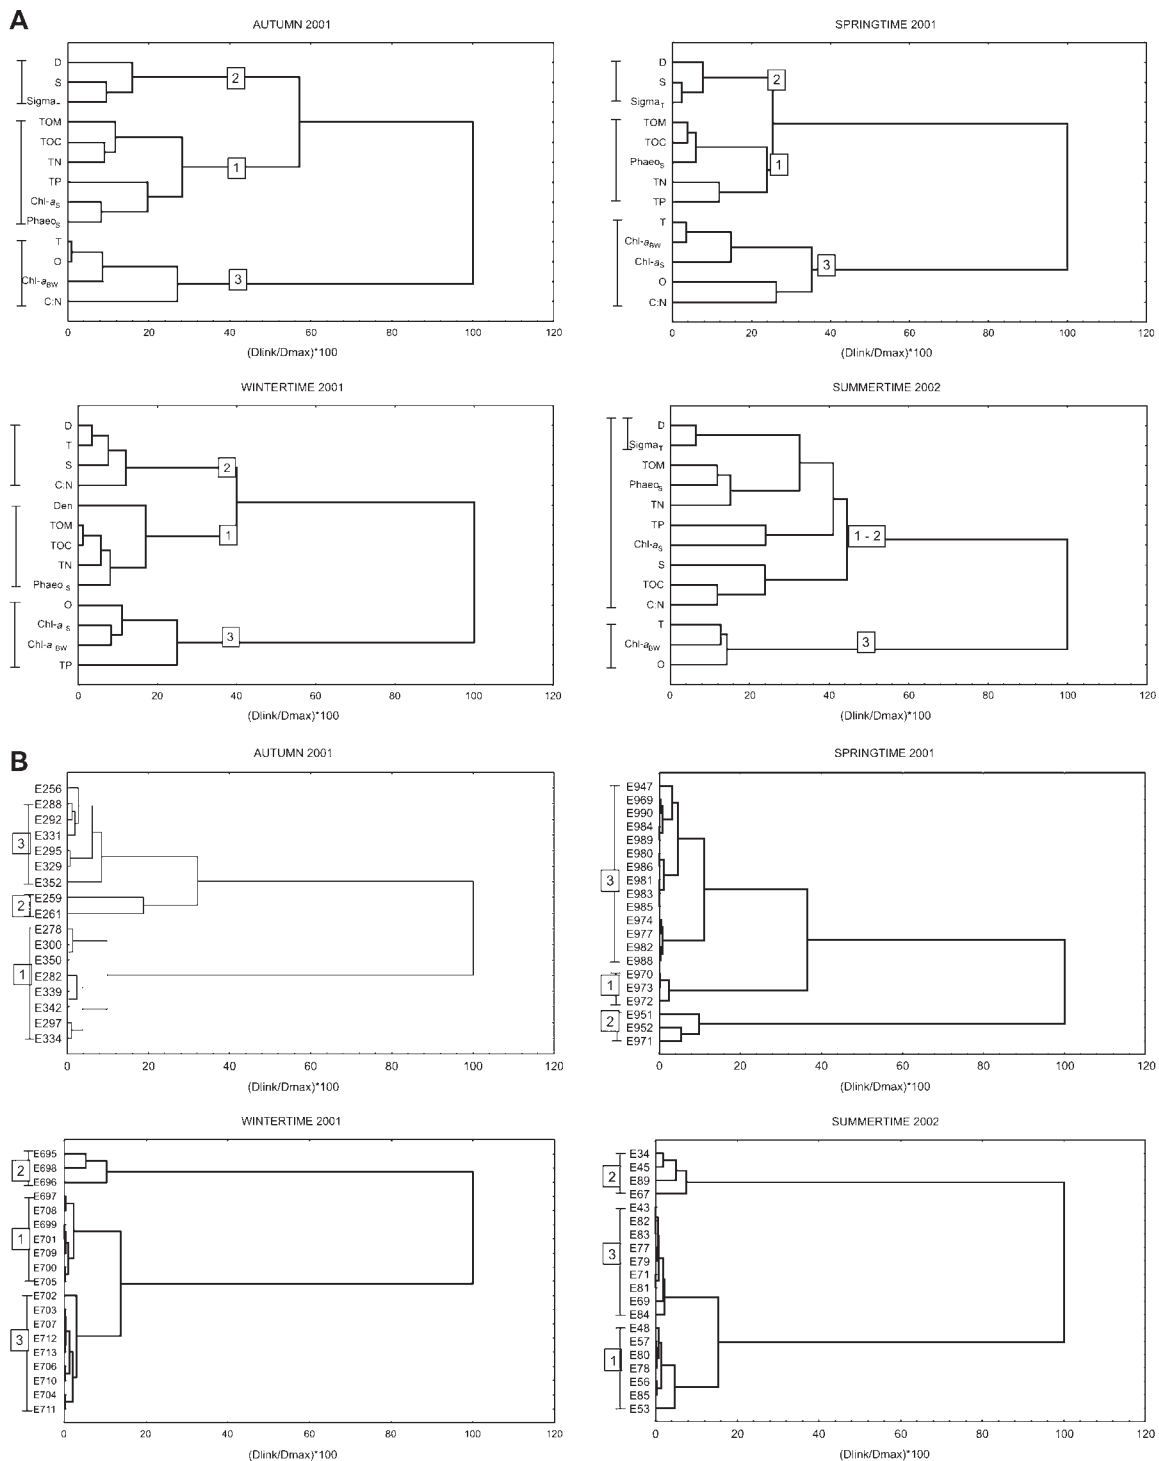 A
AUTUMN 2001
D
S
Sigma-
TOM
TOC
TN
TP
Chl-aS
PhaeoS
T
O
Chl-aBW
C:N
2
1
3
0 20 40 60 80 100 120
(Dlink/Dmax)*100
SPRINGTIME 2001
D
S
SigmaT
TOM
TOC
PhaeoS
TN
TP
T
Chl-aBW
Chl-aS
O
C:N
2
1
3
0 20 40 60 80 100 120
(Dlink/Dmax)*100
WINTERTIME 2001
D
T
S
C:N
Den
TOM
TOC
TN
Phaeo S
O
Chl-a S
Chl-a BW
TP
2
1
3
0 20 40 60 80 100 120
(Dlink/Dmax)*100
SUMMERTIME 2002
D
SigmaT
TOM
PhaeoS
TN
TP
Chl-aS
S
TOC
C:N
T
Chl-aBW
O
1 - 2
3
0 20 40 60 80 100 120
(Dlink/Dmax)*100
B
AUTUMN 2001
E256
E288
E292
E331
E295
E329
E352
E259
E261
E278
E300
E350
E282
E339
E342
E297
E334
3
2
1
0 20 40 60 80 100 120
(Dlink/Dmax)*100
SPRINGTIME 2001
E947
E969
E990
E984
E989
E980
E986
E981
E983
E985
E974
E977
E982
E988
E970
E973
E972
E951
E952
E971
3
1
2
0 20 40 60 80 100 120
(Dlink/Dmax)*100
WINTERTIME 2001
E695
E698
E696
E697
E708
E699
E701
E709
E700
E705
E702
E703
E707
E712
E713
E706
E710
E704
E711
2
1
3
0 20 40 60 80 100 120
(Dlink/Dmax)*100
SUMMERTIME 2002
E34
E45
E89
E67
E43
E82
E83
E77
E79
E71
E81
E69
E84
E48
E57
E80
E78
E56
E85
E53
2
3
1
0 20 40 60 80 100 120
(Dlink/Dmax)*100